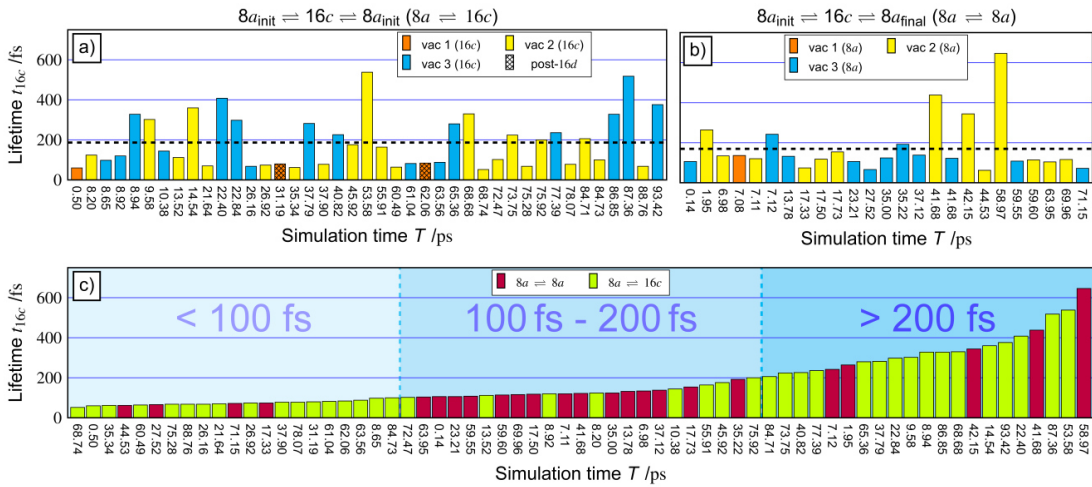 8a_init ⇌ 16c ⇌ 8a_init (8a ⇌ 16c)
a)
vac 1 (16c)
vac 2 (16c)
vac 3 (16c)
post-16d
Lifetime t_16c /fs
600
400
200
0
0.50 8.20 8.65 8.92 8.94 9.58 10.38 13.52 14.54 21.64 22.40 22.84 26.16 26.92 31.19 35.34 37.79 37.90 40.82 45.92 53.58 55.91 60.49 61.04 62.06 63.56 65.36 68.68 68.74 72.47 73.75 75.28 75.92 77.39 78.07 84.71 84.73 86.85 87.36 88.76 93.42
Simulation time T /ps
8a_init ⇌ 16c ⇌ 8a_final (8a ⇌ 8a)
b)
vac 1 (8a)
vac 2 (8a)
vac 3 (8a)
0.14 1.95 6.98 7.08 7.11 7.12 13.78 17.33 17.50 17.73 23.21 27.52 35.00 35.22 37.12 41.68 41.68 42.15 44.53 58.97 59.55 59.60 63.95 69.96 71.15
Simulation time T /ps
c)
8a ⇌ 8a
8a ⇌ 16c
< 100 fs
100 fs - 200 fs
> 200 fs
Lifetime t_16c /fs
600
400
200
0
68.74 0.50 35.34 44.53 60.49 27.52 75.28 88.76 26.16 21.64 71.15 26.92 17.33 37.90 78.07 31.19 61.04 62.06 63.56 8.65 84.73 72.47 63.95 0.14 23.21 59.55 13.52 59.60 69.96 17.50 8.92 7.11 41.68 8.20 35.00 13.78 6.98 37.12 10.38 17.73 55.91 45.92 35.22 75.92 84.71 73.75 40.82 77.39 7.12 1.95 65.36 37.79 22.84 9.58 8.94 86.85 68.68 42.15 14.54 93.42 22.40 41.68 87.36 53.58 58.97
Simulation time T /ps